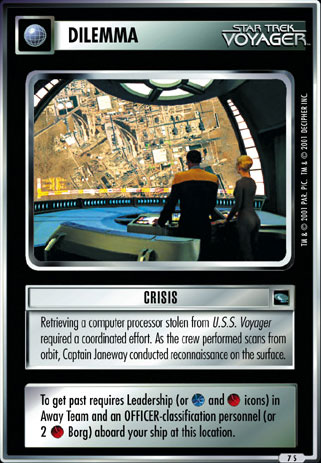 DILEMMA
STAR TREK
VOYAGER
TM & © 2001 PAR. PIC. TM & © 2001 DECIPHER INC.
CRISIS
Retrieving a computer processor stolen from U.S.S. Voyager
required a coordinated effort. As the crew performed scans from
orbit, Captain Janeway conducted reconnaissance on the surface.
To get past requires Leadership (or and icons) in
Away Team and an OFFICER-classification personnel (or
2 Borg) aboard your ship at this location.
7 S